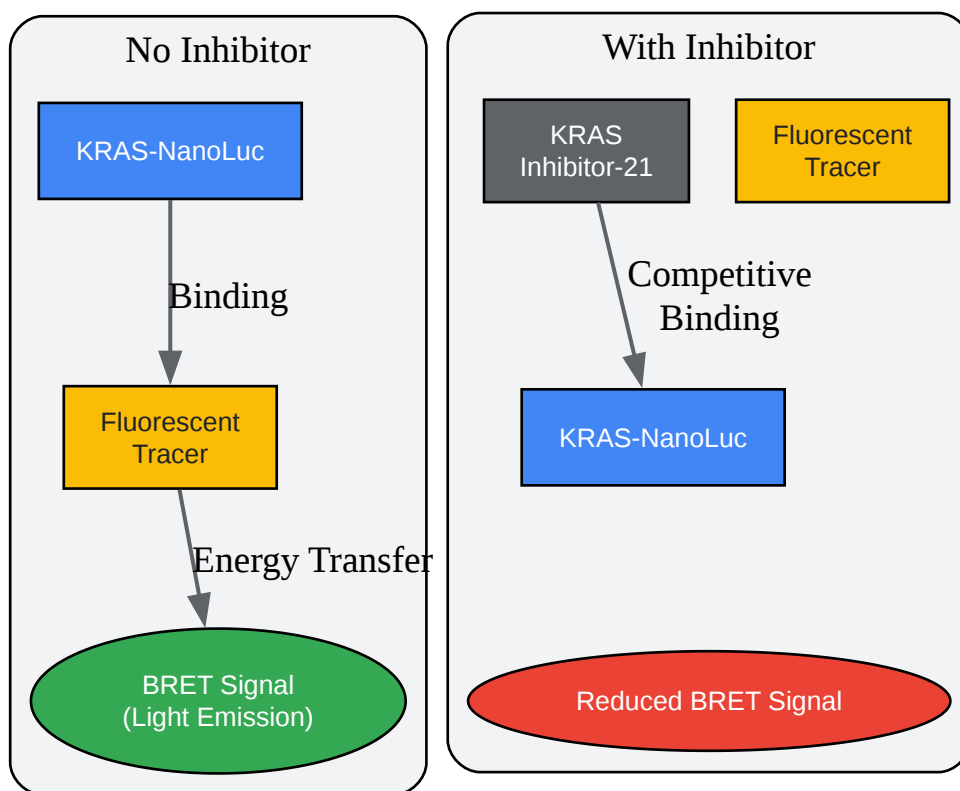 No Inhibitor
KRAS-NanoLuc
Binding
Fluorescent
Tracer
Energy Transfer
BRET Signal
(Light Emission)
With Inhibitor
KRAS
Inhibitor-21
Fluorescent
Tracer
Competitive
Binding
KRAS-NanoLuc
Reduced BRET Signal